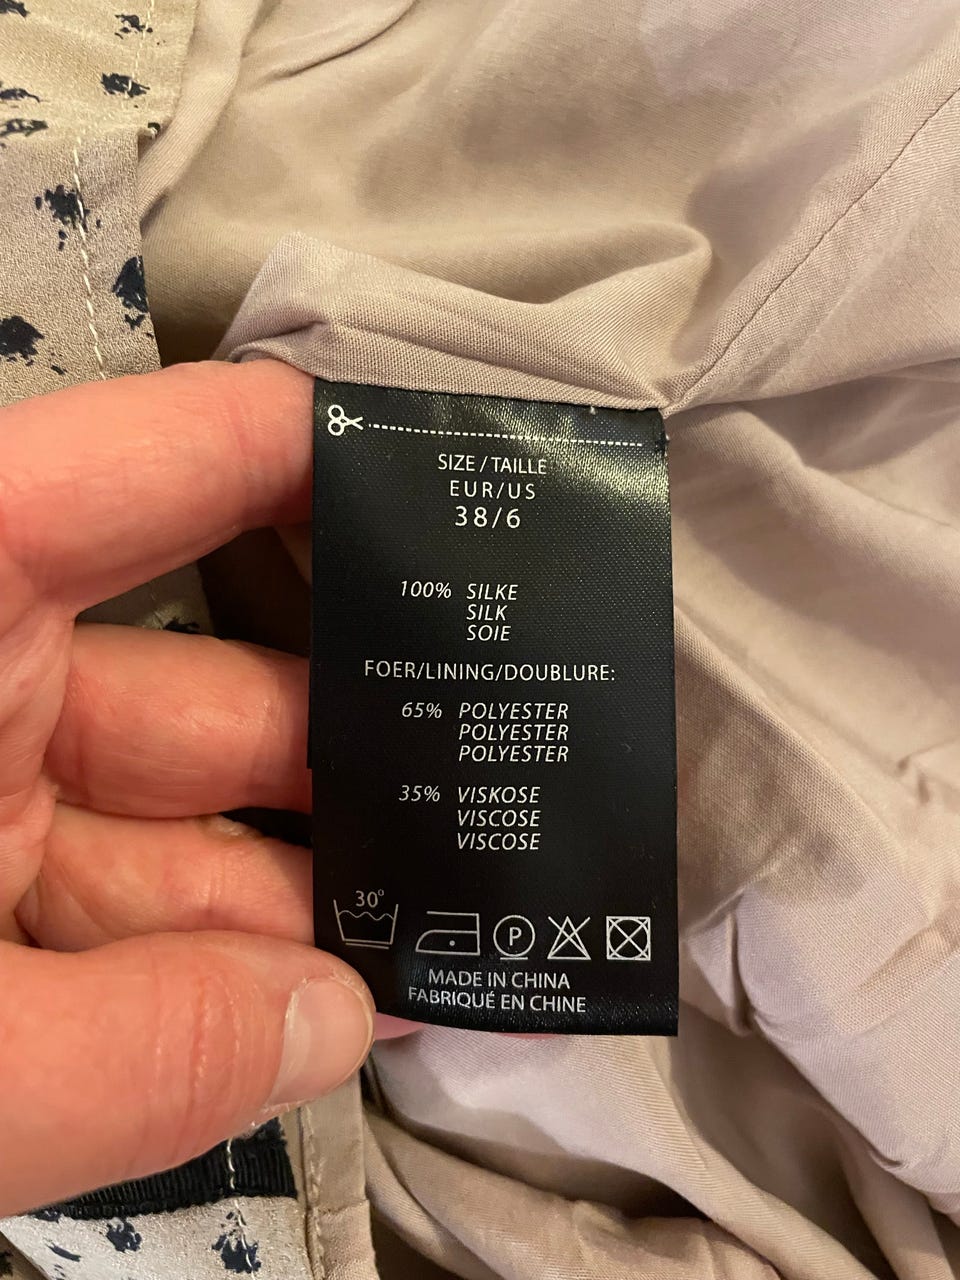 SIZE / TAILLE
EUR/US
38/6
100% SILKE
SILK
SOIE
FOER/LINING/DOUBLURE:
65% POLYESTER
POLYESTER
POLYESTER
35% VISKOSE
VISCOSE
VISCOSE
30°
P
MADE IN CHINA
FABRIQUÉ EN CHINE